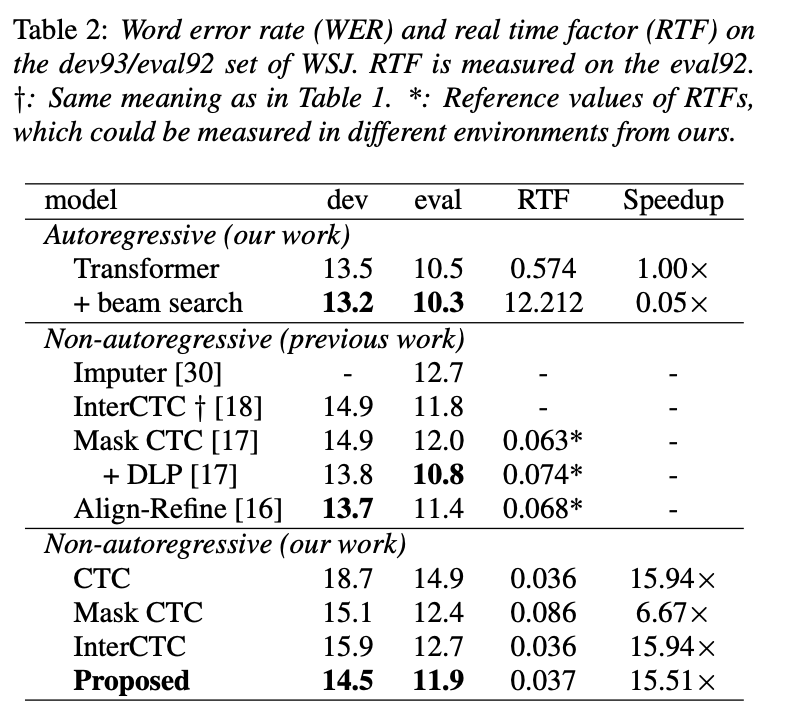 Table 2: Word error rate (WER) and real time factor (RTF) on
the dev93/eval92 set of WSJ. RTF is measured on the eval92.
†: Same meaning as in Table 1. *: Reference values of RTFs,
which could be measured in different environments from ours.
model dev eval RTF Speedup
Autoregressive (our work)
Transformer 13.5 10.5 0.574 1.00×
+ beam search 13.2 10.3 12.212 0.05×
Non-autoregressive (previous work)
Imputer [30] - 12.7 - -
InterCTC † [18] 14.9 11.8 - -
Mask CTC [17] 14.9 12.0 0.063* -
+ DLP [17] 13.8 10.8 0.074* -
Align-Refine [16] 13.7 11.4 0.068* -
Non-autoregressive (our work)
CTC 18.7 14.9 0.036 15.94×
Mask CTC 15.1 12.4 0.086 6.67×
InterCTC 15.9 12.7 0.036 15.94×
Proposed 14.5 11.9 0.037 15.51×